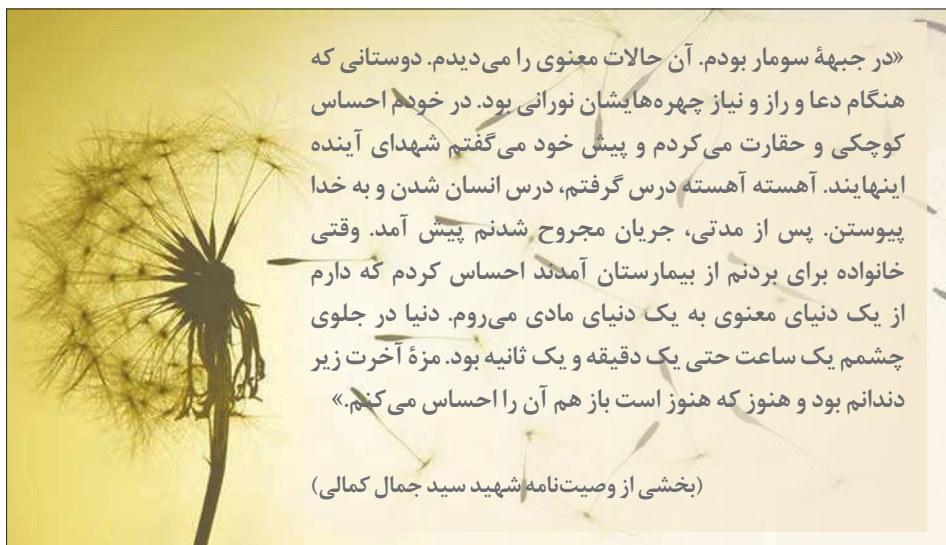 «در جبههٔ سومار بودم. آن حالات معنوی را می‌دیدم. دوستانی که
هنگام دعا و راز و نیاز چهره‌هایشان نورانی بود. در خودم احساس
کوچکی و حقارت می‌کردم و پیش خود می‌گفتم شهدای آینده
اینهایند. آهسته آهسته درس گرفتم، درس انسان شدن و به خدا
پیوستن. پس از مدتی، جریان مجروح شدنم پیش آمد. وقتی
خانواده برای بردنم از بیمارستان آمدند احساس کردم که دارم
از یک دنیای معنوی به یک دنیای مادی می‌روم. دنیا در جلوی
چشمم یک ساعت حتی یک دقیقه و یک ثانیه بود. مزهٔ آخرت زیر
دندانم بود و هنوز که هنوز است باز هم آن را احساس می‌کنم.»
(بخشی از وصیت‌نامه شهید سید جمال کمالی)